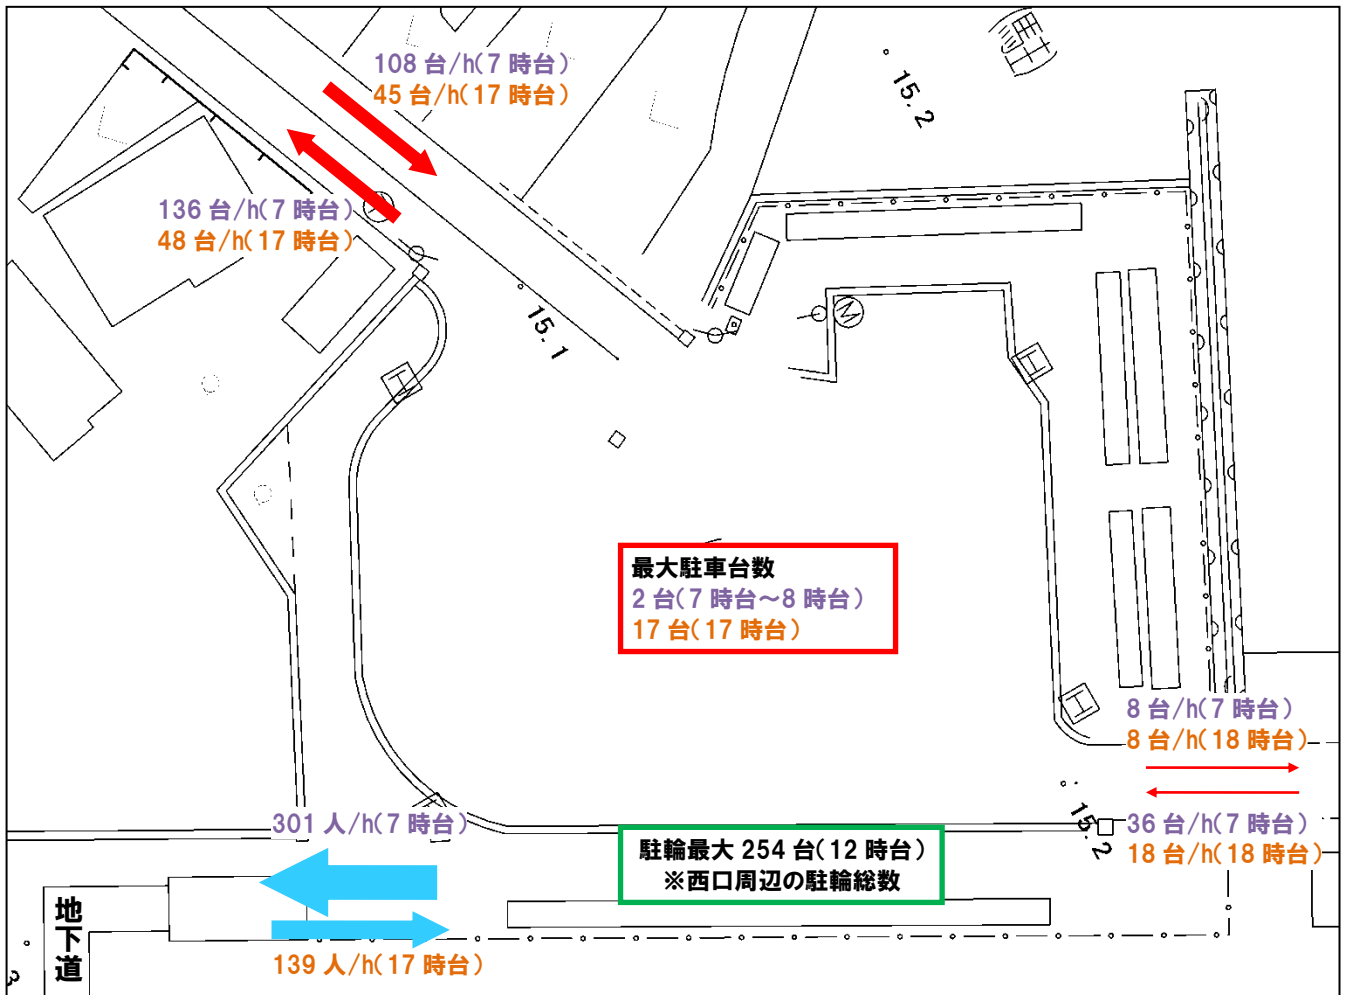 108 台/h(7 時台)
45 台/h(17 時台)
15.2
136 台/h(7 時台)
48 台/h(17 時台)
15.1
M
最大駐車台数
2 台(7 時台～8 時台)
17 台(17 時台)
8 台/h(7 時台)
8 台/h(18 時台)
15.2
36 台/h(7 時台)
18 台/h(18 時台)
301 人/h(7 時台)
駐輪最大 254 台(12 時台)
※西口周辺の駐輪総数
地下道
139 人/h(17 時台)